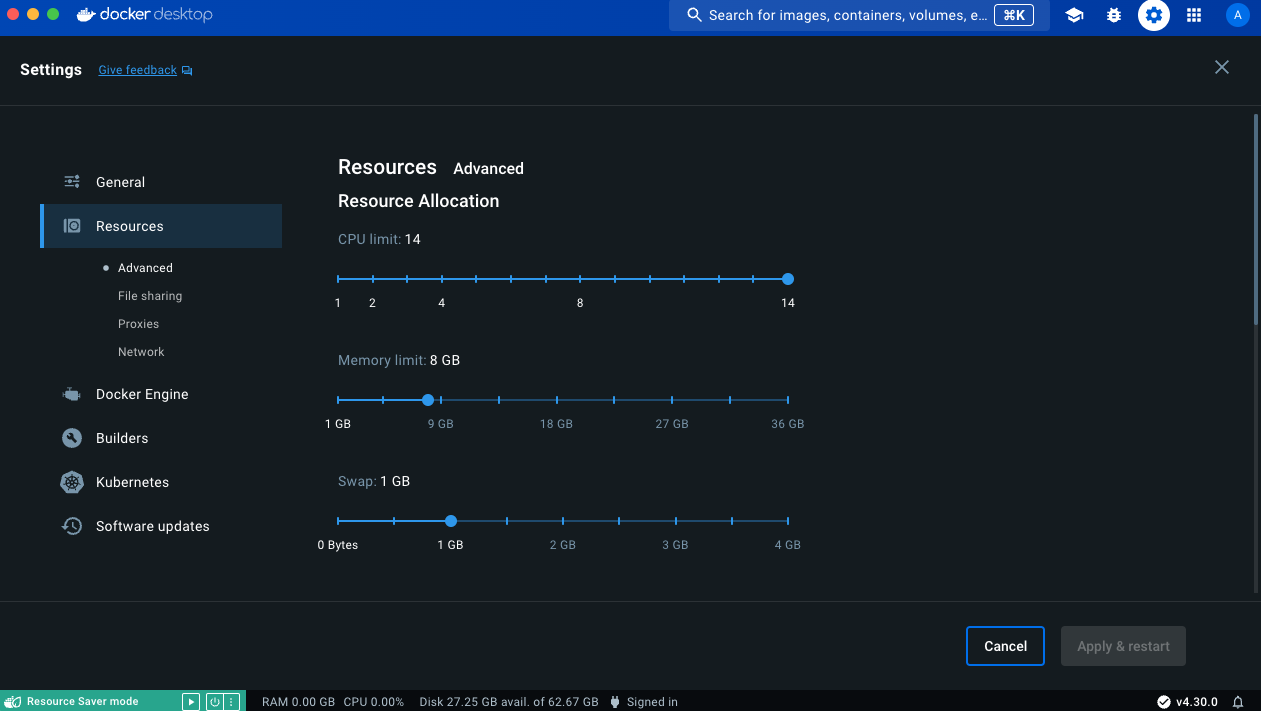 docker desktop
Search for images, containers, volumes, e... ⌘K
A
Settings Give feedback
Resources Advanced
General
Resource Allocation
Resources
CPU limit: 14
Advanced
File sharing
1 2 4 8 14
Proxies
Network
Memory limit: 8 GB
Docker Engine
1 GB 9 GB 18 GB 27 GB 36 GB
Builders
Kubernetes
Swap: 1 GB
Software updates
0 Bytes 1 GB 2 GB 3 GB 4 GB
Cancel Apply & restart
Resource Saver mode RAM 0.00 GB CPU 0.00% Disk 27.25 GB avail. of 62.67 GB Signed in v4.30.0